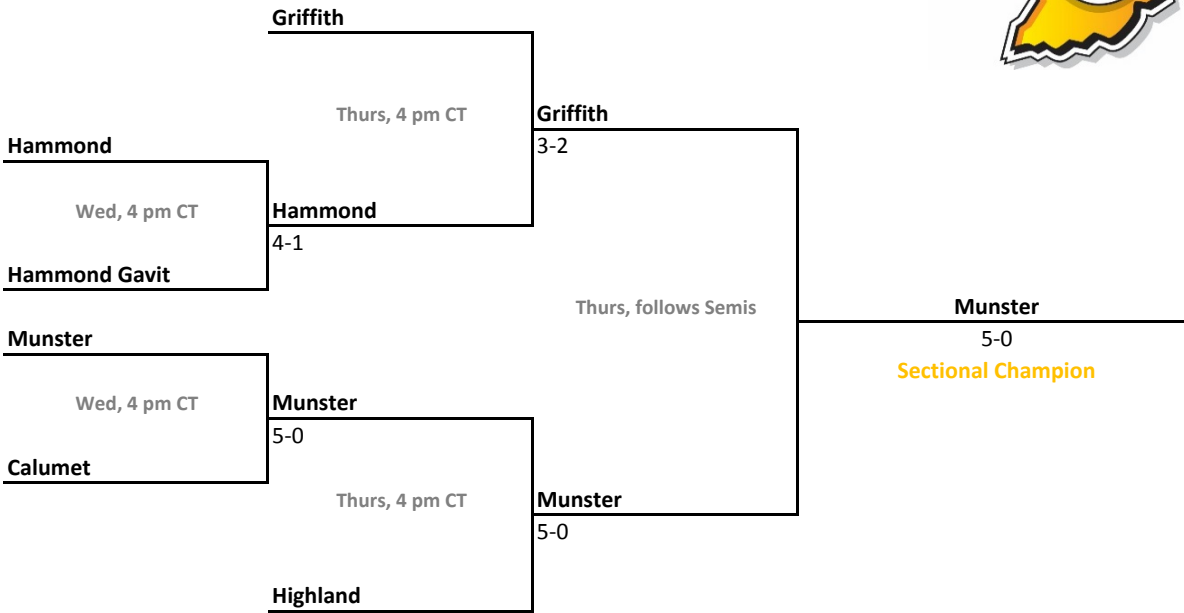 Griffith
Thurs, 4 pm CT
Griffith
3-2
Hammond
Wed, 4 pm CT
Hammond
4-1
Hammond Gavit
Thurs, follows Semis
Munster
5-0
Sectional Champion
Munster
Wed, 4 pm CT
Munster
5-0
Calumet
Thurs, 4 pm CT
Munster
5-0
Highland